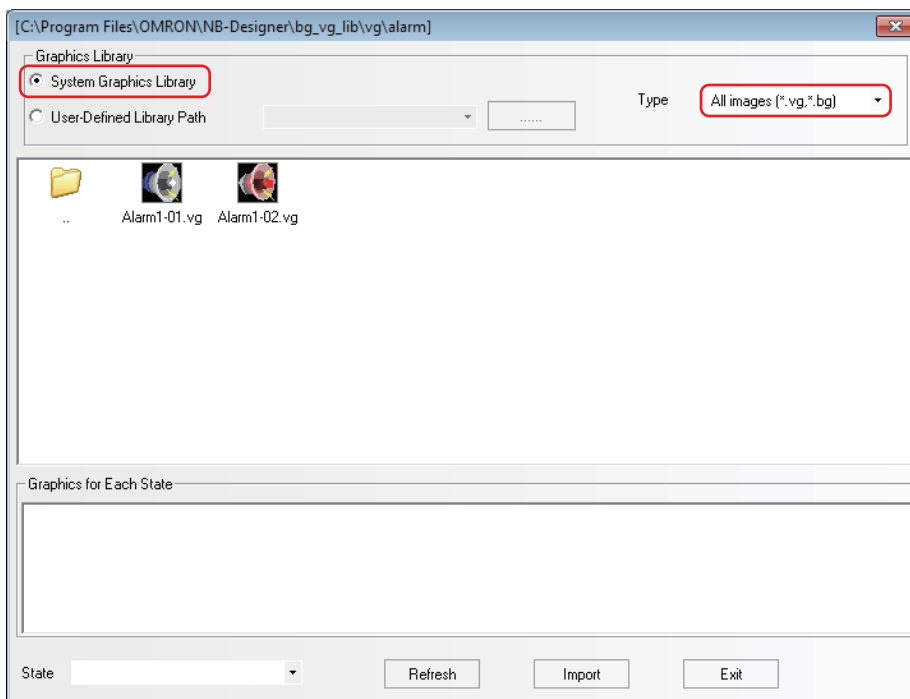 [C:\Program Files\OMRON\NB-Designer\bg_vg_lib\vg\alarm]
Graphics Library
System Graphics Library
User-Defined Library Path
......
Type
All images (*.vg,*.bg)
..
Alarm1-01.vg
Alarm1-02.vg
Graphics for Each State
State
Refresh
Import
Exit